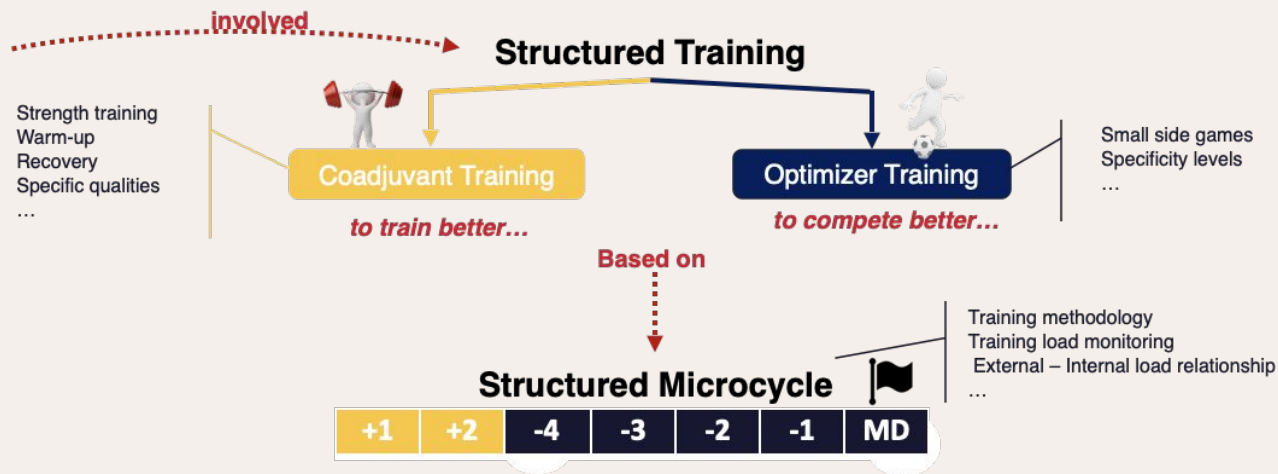 involved
Structured Training
Strength training
Warm-up
Recovery
Specific qualities
...
Coadjuvant Training
to train better...
Optimizer Training
to compete better...
Small side games
Specificity levels
...
Based on
Structured Microcycle
Training methodology
Training load monitoring
External – Internal load relationship
...
+1 +2 -4 -3 -2 -1 MD